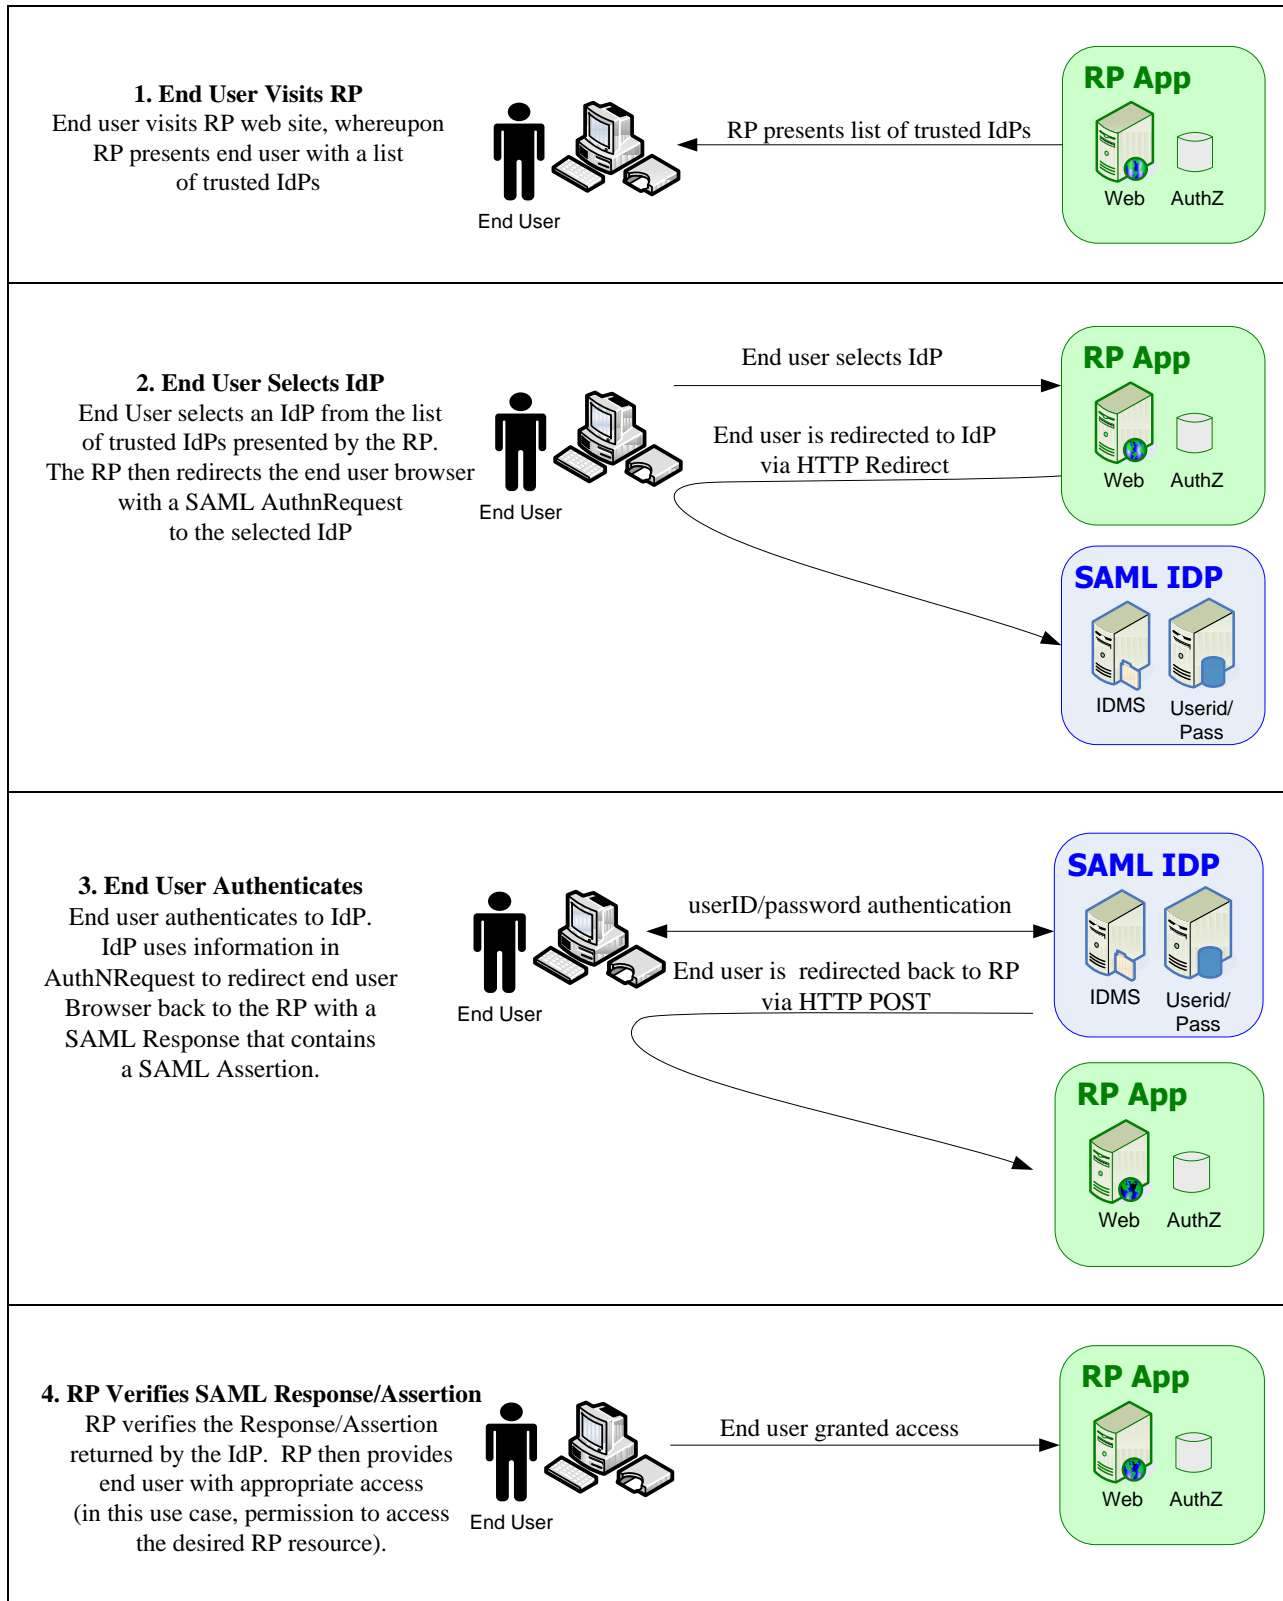 1. End User Visits RP
End user visits RP web site, whereupon
RP presents end user with a list
of trusted IdPs
End User
RP presents list of trusted IdPs
RP App
Web
AuthZ
2. End User Selects IdP
End User selects an IdP from the list
of trusted IdPs presented by the RP.
The RP then redirects the end user browser
with a SAML AuthnRequest
to the selected IdP
End User
End user selects IdP
End user is redirected to IdP
via HTTP Redirect
RP App
Web
AuthZ
SAML IDP
IDMS
Userid/
Pass
3. End User Authenticates
End user authenticates to IdP.
IdP uses information in
AuthNRequest to redirect end user
Browser back to the RP with a
SAML Response that contains
a SAML Assertion.
End User
userID/password authentication
End user is  redirected back to RP
via HTTP POST
SAML IDP
IDMS
Userid/
Pass
RP App
Web
AuthZ
4. RP Verifies SAML Response/Assertion
RP verifies the Response/Assertion
returned by the IdP.  RP then provides
end user with appropriate access
(in this use case, permission to access
the desired RP resource).
End User
End user granted access
RP App
Web
AuthZ